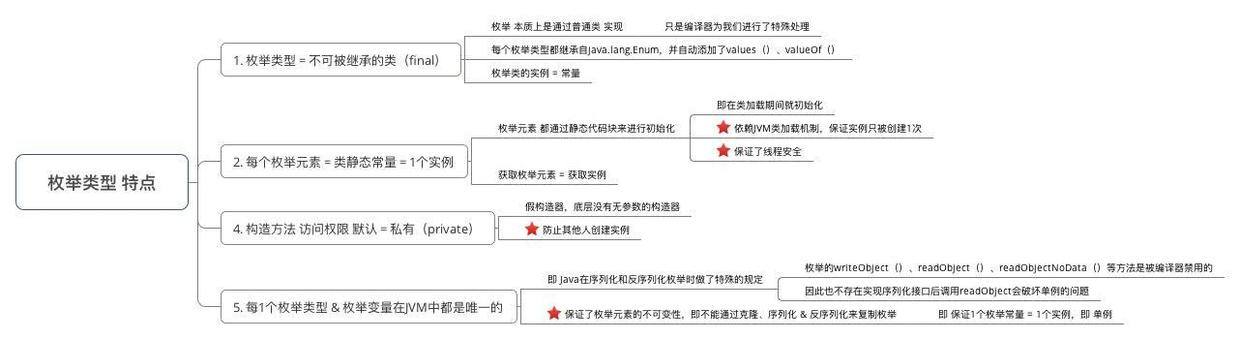 枚举类型 特点
1. 枚举类型 = 不可被继承的类（final）
枚举 本质上是通过普通类 实现
只是编译器为我们进行了特殊处理
每个枚举类型都继承自java.lang.Enum，并自动添加了values（）、valueOf（）
枚举类的实例 = 常量
2. 每个枚举元素 = 类静态常量 = 1个实例
枚举元素 都通过静态代码块来进行初始化
即在类加载期间就初始化
依赖JVM类加载机制，保证实例只被创建1次
保证了线程安全
获取枚举元素 = 获取实例
4. 构造方法 访问权限 默认 = 私有（private）
假构造器，底层没有无参数的构造器
防止其他人创建实例
5. 每1个枚举类型 & 枚举变量在JVM中都是唯一的
即 Java在序列化和反序列化枚举时做了特殊的规定
枚举的writeObject（）、readObject（）、readObjectNoData（）等方法是被编译器禁用的
因此也不存在实现序列化接口后调用readObject会破坏单例的问题
保证了枚举元素的不可变性，即不能通过克隆、序列化 & 反序列化来复制枚举
即 保证1个枚举常量 = 1个实例，即 单例